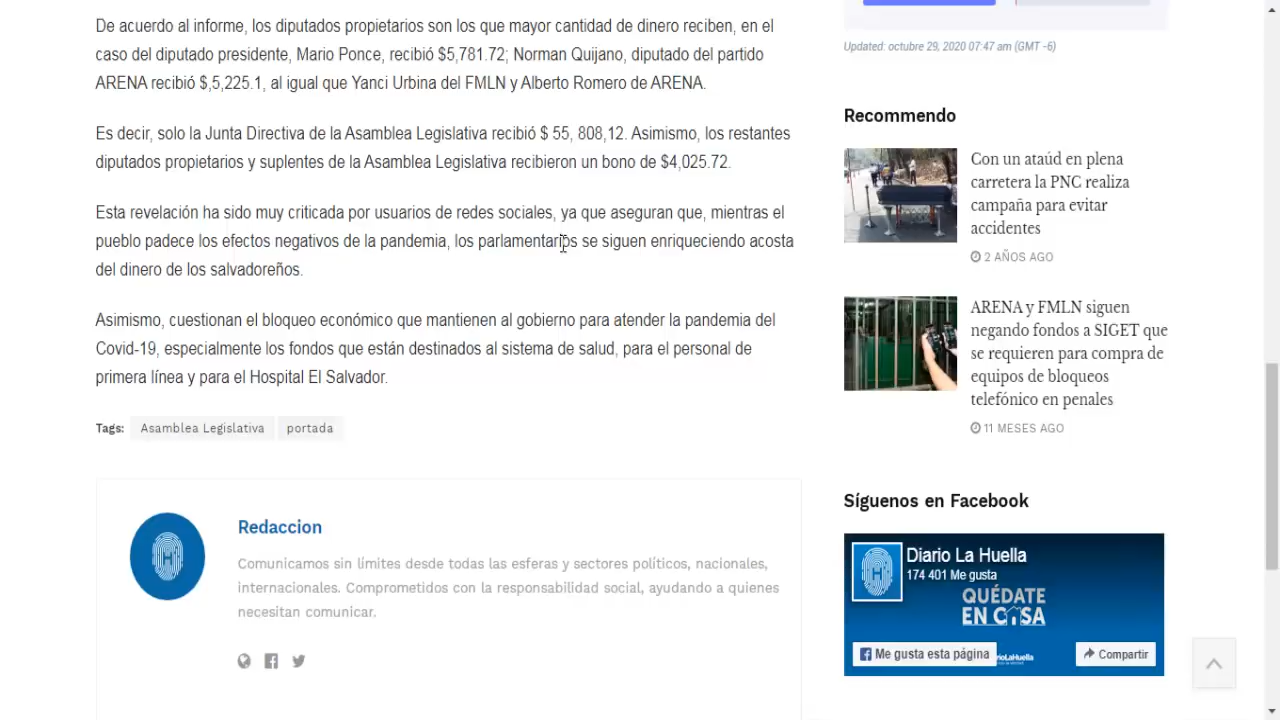 De acuerdo al informe, los diputados propietarios son los que mayor cantidad de dinero reciben, en el
caso del diputado presidente, Mario Ponce, recibió $5,781.72; Norman Quijano, diputado del partido
ARENA recibió $,5,225.1, al igual que Yanci Urbina del FMLN y Alberto Romero de ARENA.
Es decir, solo la Junta Directiva de la Asamblea Legislativa recibió $ 55, 808,12. Asimismo, los restantes
diputados propietarios y suplentes de la Asamblea Legislativa recibieron un bono de $4,025.72.
Esta revelación ha sido muy criticada por usuarios de redes sociales, ya que aseguran que, mientras el
pueblo padece los efectos negativos de la pandemia, los parlamentarios se siguen enriqueciendo acosta
del dinero de los salvadoreños.
Asimismo, cuestionan el bloqueo económico que mantienen al gobierno para atender la pandemia del
Covid-19, especialmente los fondos que están destinados al sistema de salud, para el personal de
primera línea y para el Hospital El Salvador.
Tags: Asamblea Legislativa portada
Redaccion
Comunicamos sin límites desde todas las esferas y sectores políticos, nacionales,
internacionales. Comprometidos con la responsabilidad social, ayudando a quienes
necesitan comunicar.
Updated: octubre 29, 2020 07:47 am (GMT -6)
Recommendo
Con un ataúd en plena
carretera la PNC realiza
campaña para evitar
accidentes
2 AÑOS AGO
ARENA y FMLN siguen
negando fondos a SIGET que
se requieren para compra de
equipos de bloqueos
telefónico en penales
11 MESES AGO
Síguenos en Facebook
Diario La Huella
174 401 Me gusta
QUÉDATE
EN CASA
Me gusta esta página
rioLaHuella
Compartir